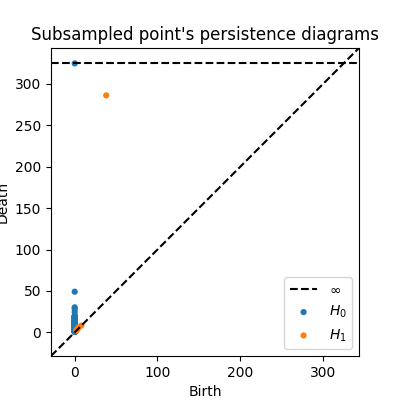 Subsampled point's persistence diagrams
300
250
200
150
100
50
0
Death
0 100 200 300
Birth
∞
H₀
H₁